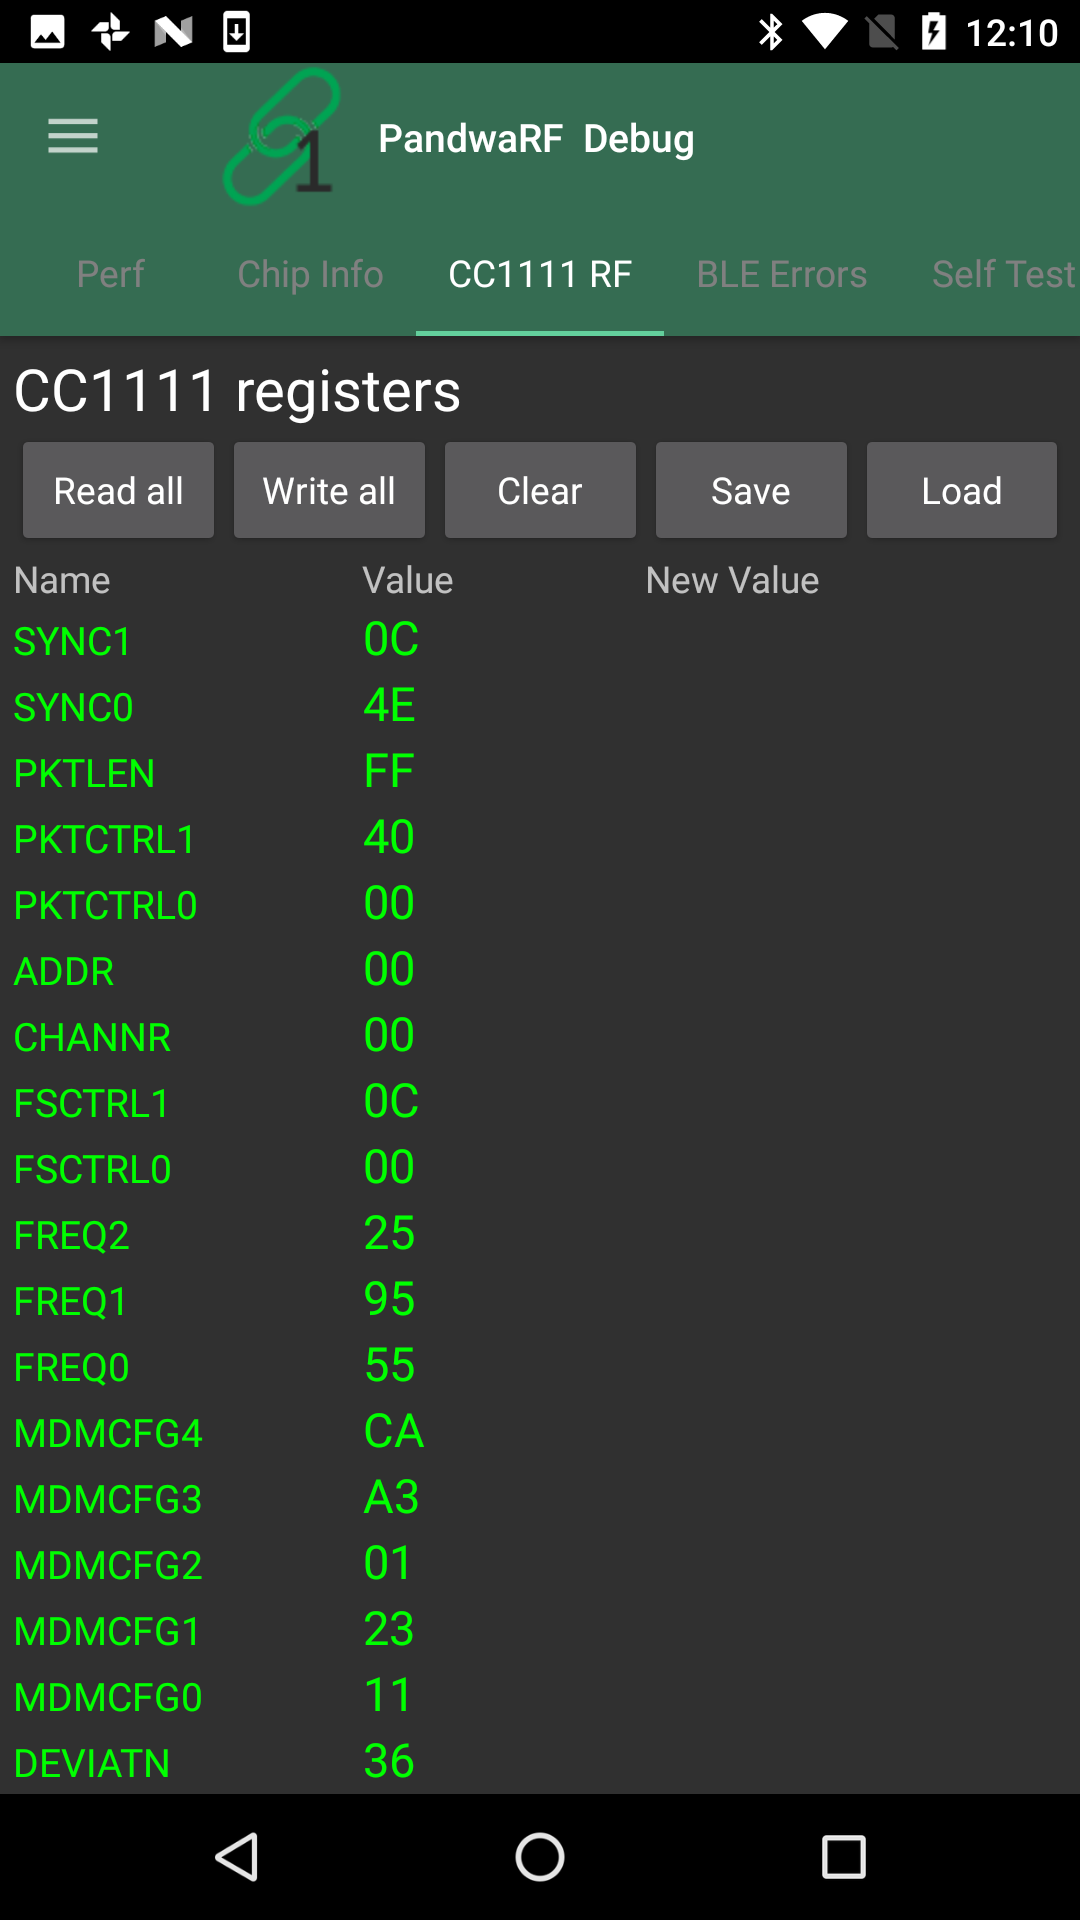 12:10
1
PandwaRF Debug
Perf Chip Info CC1111 RF BLE Errors Self Test
CC1111 registers
Read all Write all Clear Save Load
Name Value New Value
SYNC1 0C
SYNC0 4E
PKTLEN FF
PKTCTRL1 40
PKTCTRL0 00
ADDR 00
CHANNR 00
FSCTRL1 0C
FSCTRL0 00
FREQ2 25
FREQ1 95
FREQ0 55
MDMCFG4 CA
MDMCFG3 A3
MDMCFG2 01
MDMCFG1 23
MDMCFG0 11
DEVIATN 36